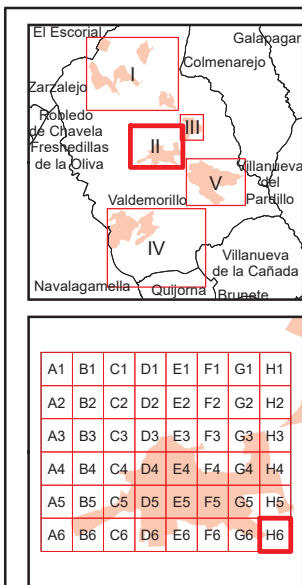 El Escorial
Galapagar
I
Colmenarejo
Zarzalejo
Robledo
de Chavela
III
Fresnedillas
de la Oliva
II
Villanueva
del
Pardillo
V
Valdemorillo
IV
Villanueva
de la Cañada
Navalagamella
Quijorna
Brunete
A1 B1 C1 D1 E1 F1 G1 H1
A2 B2 C2 D2 E2 F2 G2 H2
A3 B3 C3 D3 E3 F3 G3 H3
A4 B4 C4 D4 E4 F4 G4 H4
A5 B5 C5 D5 E5 F5 G5 H5
A6 B6 C6 D6 E6 F6 G6 H6